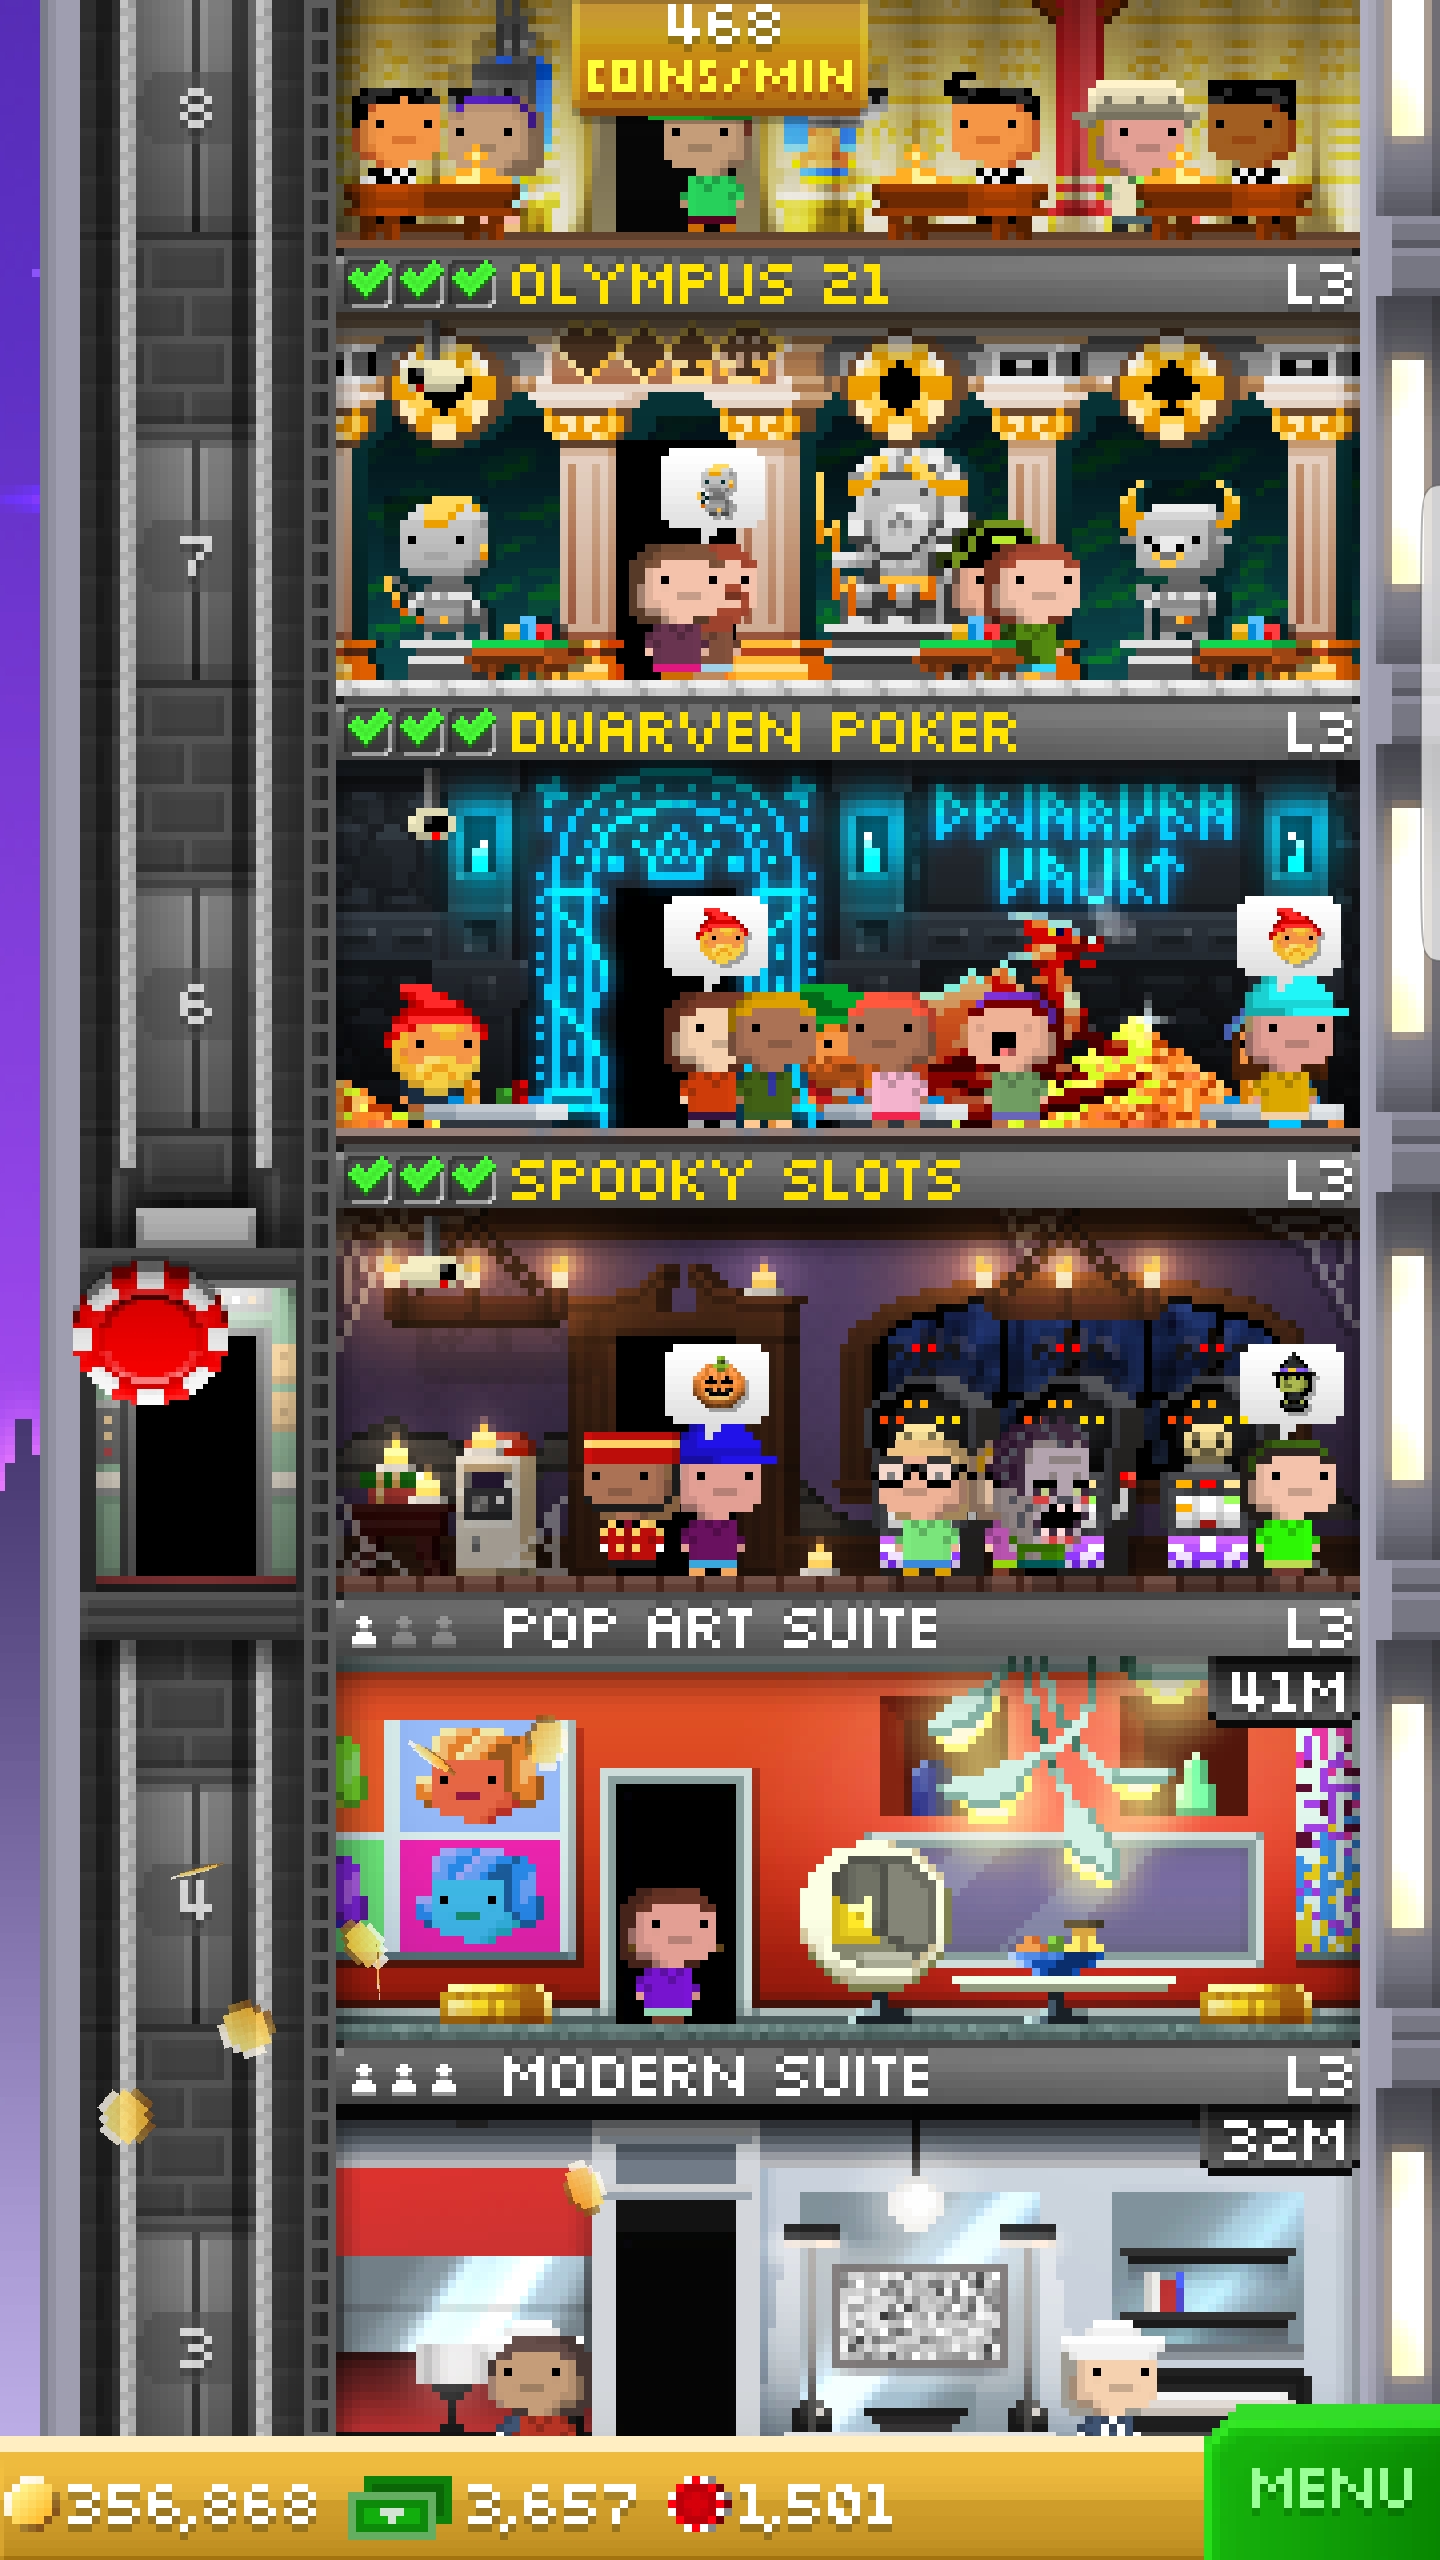 468
COINS/MIN
8
OLYMPUS 21 L3
7
DWARVEN POKER L3
DWARVEN
VAULT
6
SPOOKY SLOTS L3
POP ART SUITE L3
41M
4
MODERN SUITE L3
32M
3
356,868 3,657 1,501 MENU